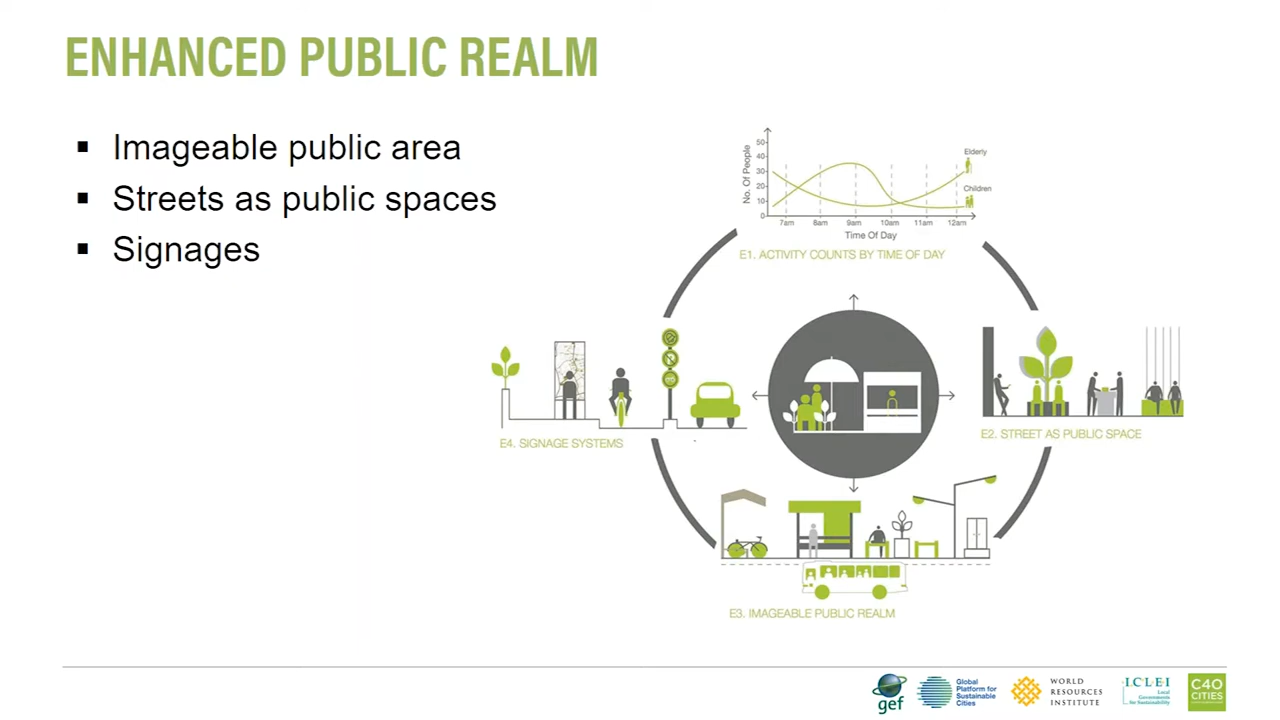 ENHANCED PUBLIC REALM
▪ Imageable public area
▪ Streets as public spaces
▪ Signages
No. Of People
50
40
30
20
10
0
7am 8am 9am 10am 11am 12am
Time Of Day
Elderly
Children
E1. ACTIVITY COUNTS BY TIME OF DAY
E2. STREET AS PUBLIC SPACE
E3. IMAGEABLE PUBLIC REALM
E4. SIGNAGE SYSTEMS
gef
Global
Platform for
Sustainable
Cities
WORLD
RESOURCES
INSTITUTE
I.C.L.E.I
Local
Governments
for Sustainability
C40
CITIES